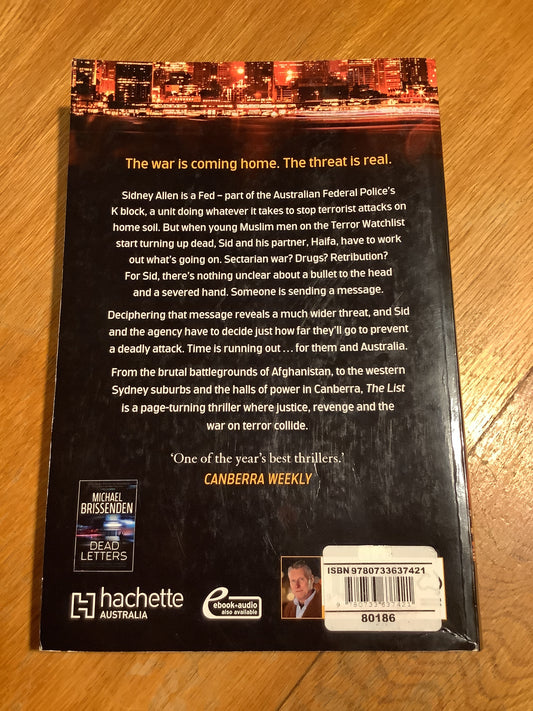 The war is coming home. The threat is real.
Sidney Allen is a Fed – part of the Australian Federal Police's
K block, a unit doing whatever it takes to stop terrorist attacks on
home soil. But when young Muslim men on the Terror Watchlist
start turning up dead, Sid and his partner, Haifa, have to work
out what's going on. Sectarian war? Drugs? Retribution?
For Sid, there's nothing unclear about a bullet to the head
and a severed hand. Someone is sending a message.
Deciphering that message reveals a much wider threat, and Sid
and the agency have to decide just how far they'll go to prevent
a deadly attack. Time is running out ... for them and Australia.
From the brutal battlegrounds of Afghanistan, to the western
Sydney suburbs and the halls of power in Canberra, The List
is a page-turning thriller where justice, revenge and the
war on terror collide.
'One of the year's best thrillers.'
CANBERRA WEEKLY
MICHAEL
BRISSENDEN
DEAD
LETTERS
hachette
AUSTRALIA
ebook+audio
also available
ISBN 9780733637421
9 780733 637421
80186